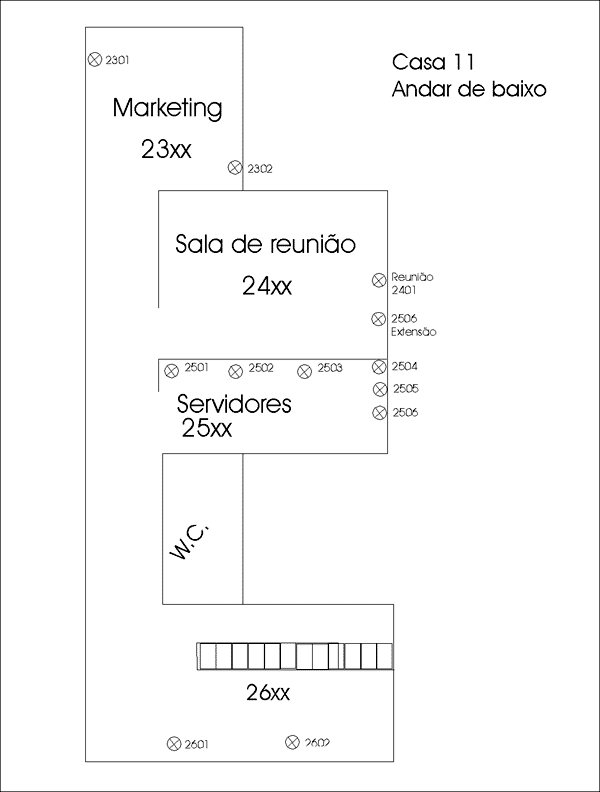 Casa 11
Andar de baixo
2301
Marketing
23xx
2302
Sala de reunião
24xx
Reunião
2401
2506
Extensão
2501
2502
2503
2504
2505
2506
Servidores
25xx
W.C.
26xx
2601
2602